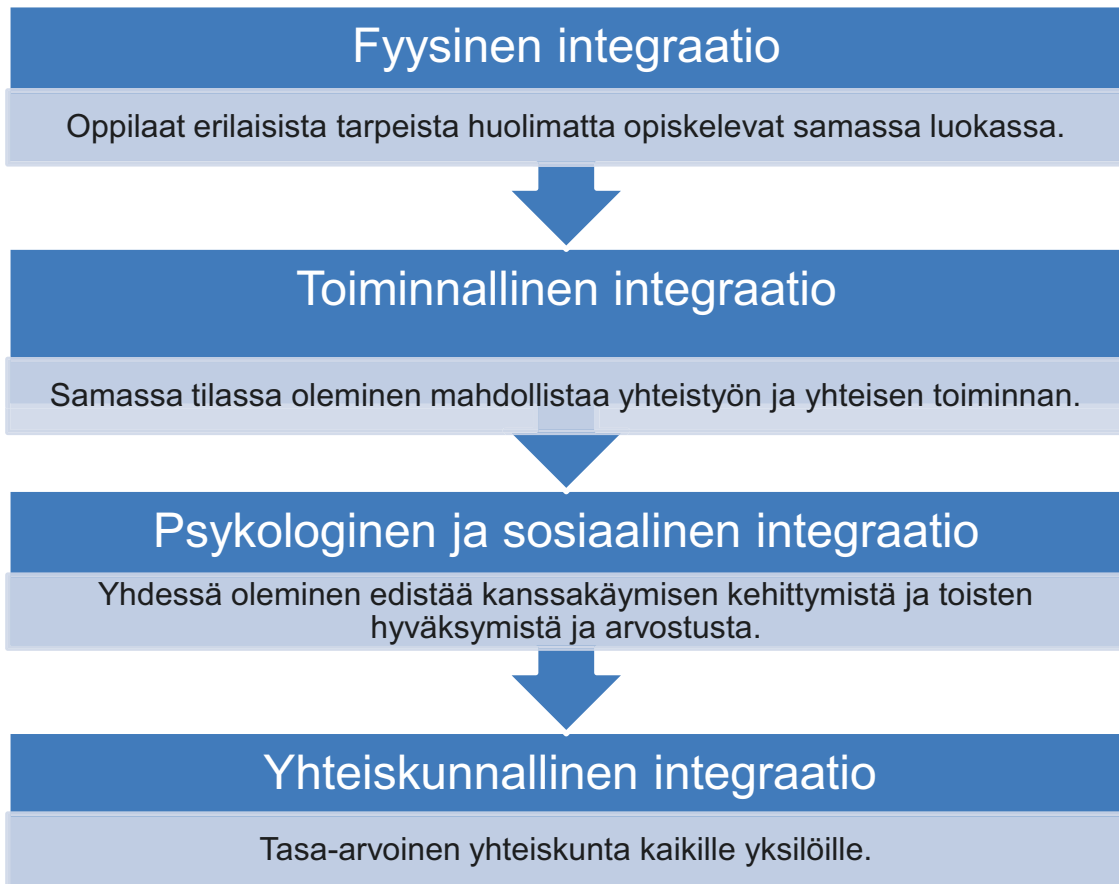 Fyysinen integraatio
Oppilaat erilaisista tarpeista huolimatta opiskelevat samassa luokassa.
Toiminnallinen integraatio
Samassa tilassa oleminen mahdollistaa yhteistyön ja yhteisen toiminnan.
Psykologinen ja sosiaalinen integraatio
Yhdessä oleminen edistää kanssakäymisen kehittymistä ja toisten
hyväksymistä ja arvostusta.
Yhteiskunnallinen integraatio
Tasa-arvoinen yhteiskunta kaikille yksilöille.